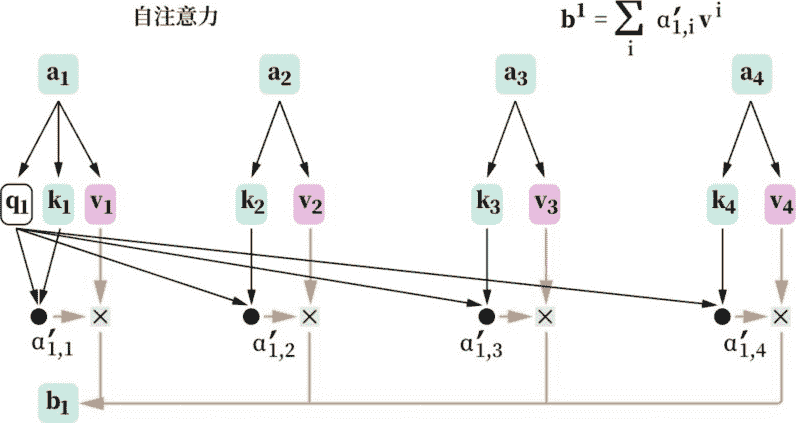 自注意力
b¹ = ∑ᵢ α′₁,ᵢ vⁱ
a₁ a₂ a₃ a₄
q₁ k₁ v₁ k₂ v₂ k₃ v₃ k₄ v₄
× × × ×
α′₁,₁ α′₁,₂ α′₁,₃ α′₁,₄
b₁